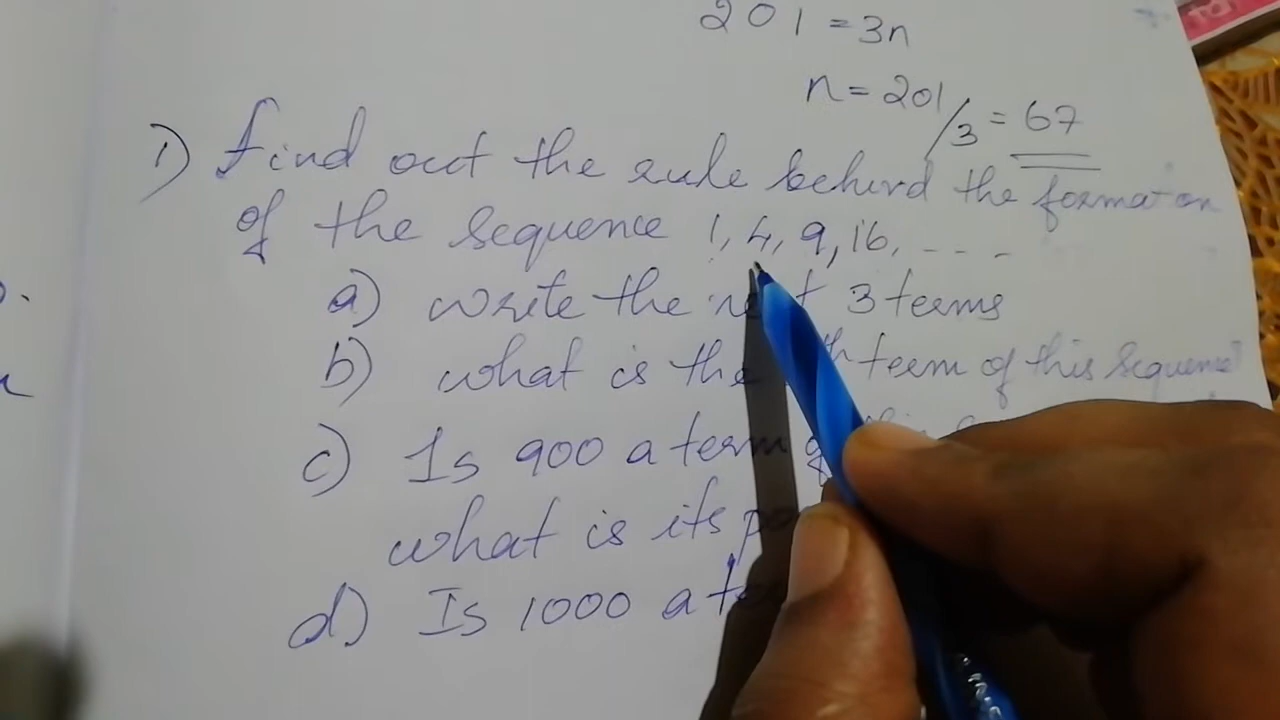 201 = 3n
n = 201/3 = 67
1) Find out the rule behind the formation
of the sequence 1, 4, 9, 16, - - - -
a) write the 3 terms
b) what is the term of this sequence?
c) Is 900 a term
what is its
d) Is 1000 a